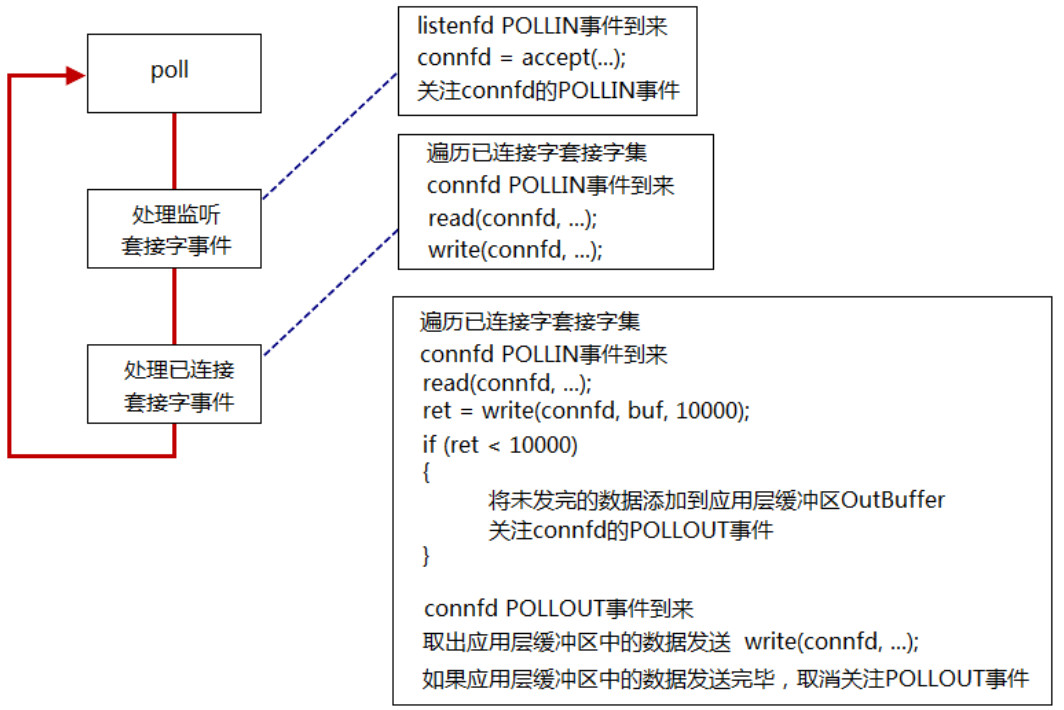 poll
处理监听
套接字事件
处理已连接
套接字事件
listenfd POLLIN事件到来
connfd = accept(...);
关注connfd的POLLIN事件
遍历已连接字套接字集
connfd POLLIN事件到来
read(connfd, ...);
write(connfd, ...);
遍历已连接字套接字集
connfd POLLIN事件到来
read(connfd, ...);
ret = write(connfd, buf, 10000);
if (ret < 10000)
{
将未发完的数据添加到应用层缓冲区OutBuffer
关注connfd的POLLOUT事件
}
connfd POLLOUT事件到来
取出应用层缓冲区中的数据发送 write(connfd, ...);
如果应用层缓冲区中的数据发送完毕，取消关注POLLOUT事件